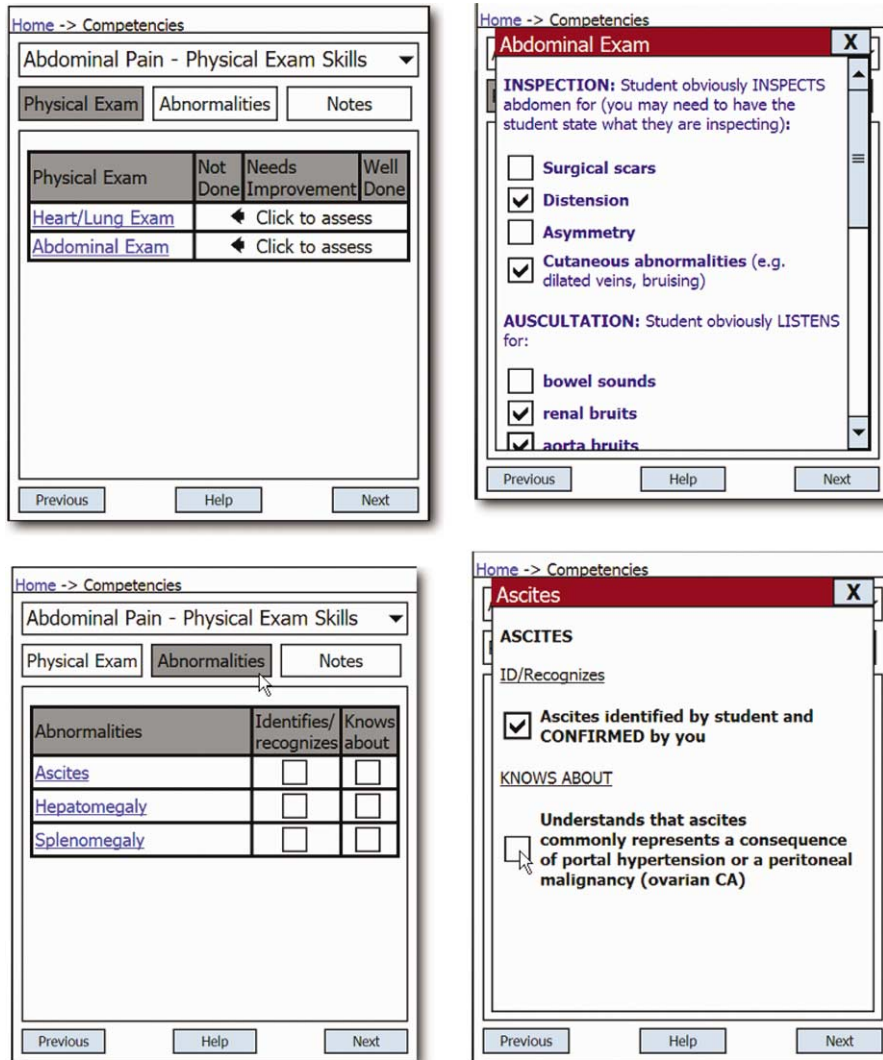 Home -> Competencies
Abdominal Pain - Physical Exam Skills
Physical Exam Abnormalities Notes
Physical Exam Not Done Needs Improvement Well Done
Heart/Lung Exam Click to assess
Abdominal Exam Click to assess
Previous Help Next
Home -> Competencies
Abdominal Exam X
INSPECTION: Student obviously INSPECTS
abdomen for (you may need to have the
student state what they are inspecting):
Surgical scars
Distension
Asymmetry
Cutaneous abnormalities (e.g.
dilated veins, bruising)
AUSCULTATION: Student obviously LISTENS
for:
bowel sounds
renal bruits
aorta bruits
Previous Help Next
Home -> Competencies
Abdominal Pain - Physical Exam Skills
Physical Exam Abnormalities Notes
Abnormalities Identifies/ recognizes Knows about
Ascites
Hepatomegaly
Splenomegaly
Previous Help Next
Home -> Competencies
Ascites X
ASCITES
ID/Recognizes
Ascites identified by student and
CONFIRMED by you
KNOWS ABOUT
Understands that ascites
commonly represents a consequence
of portal hypertension or a peritoneal
malignancy (ovarian CA)
Previous Help Next